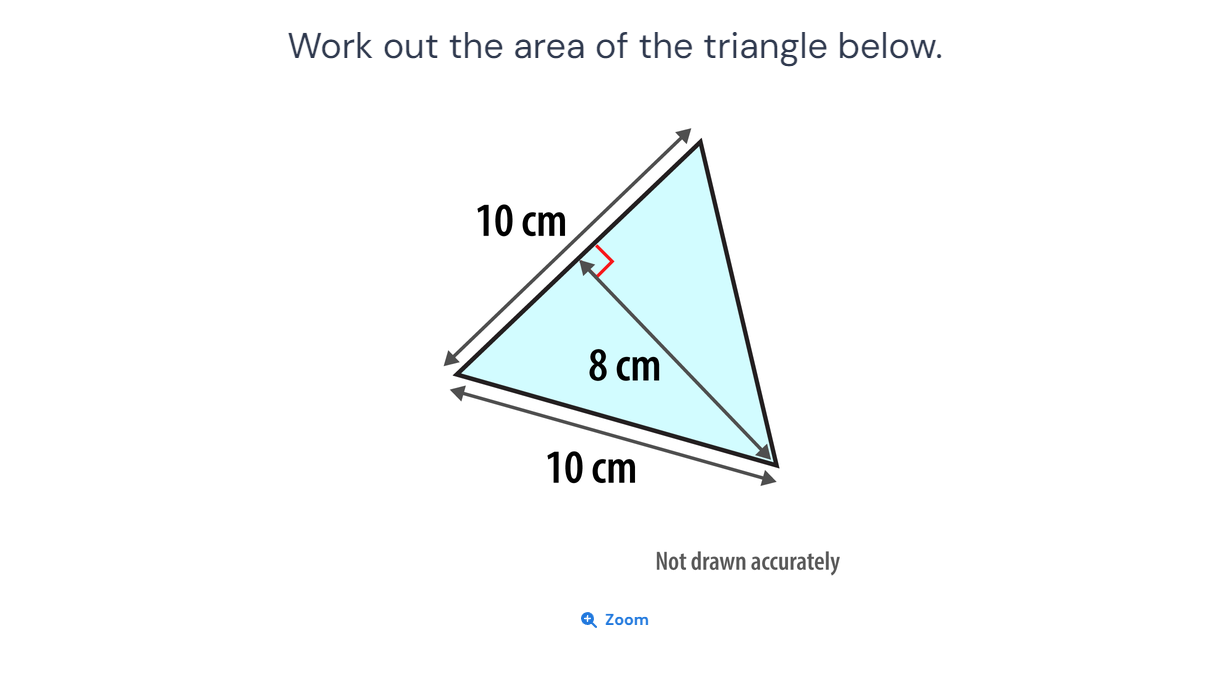 Work out the area of the triangle below.
10 cm
8 cm
10 cm
Not drawn accurately
Zoom